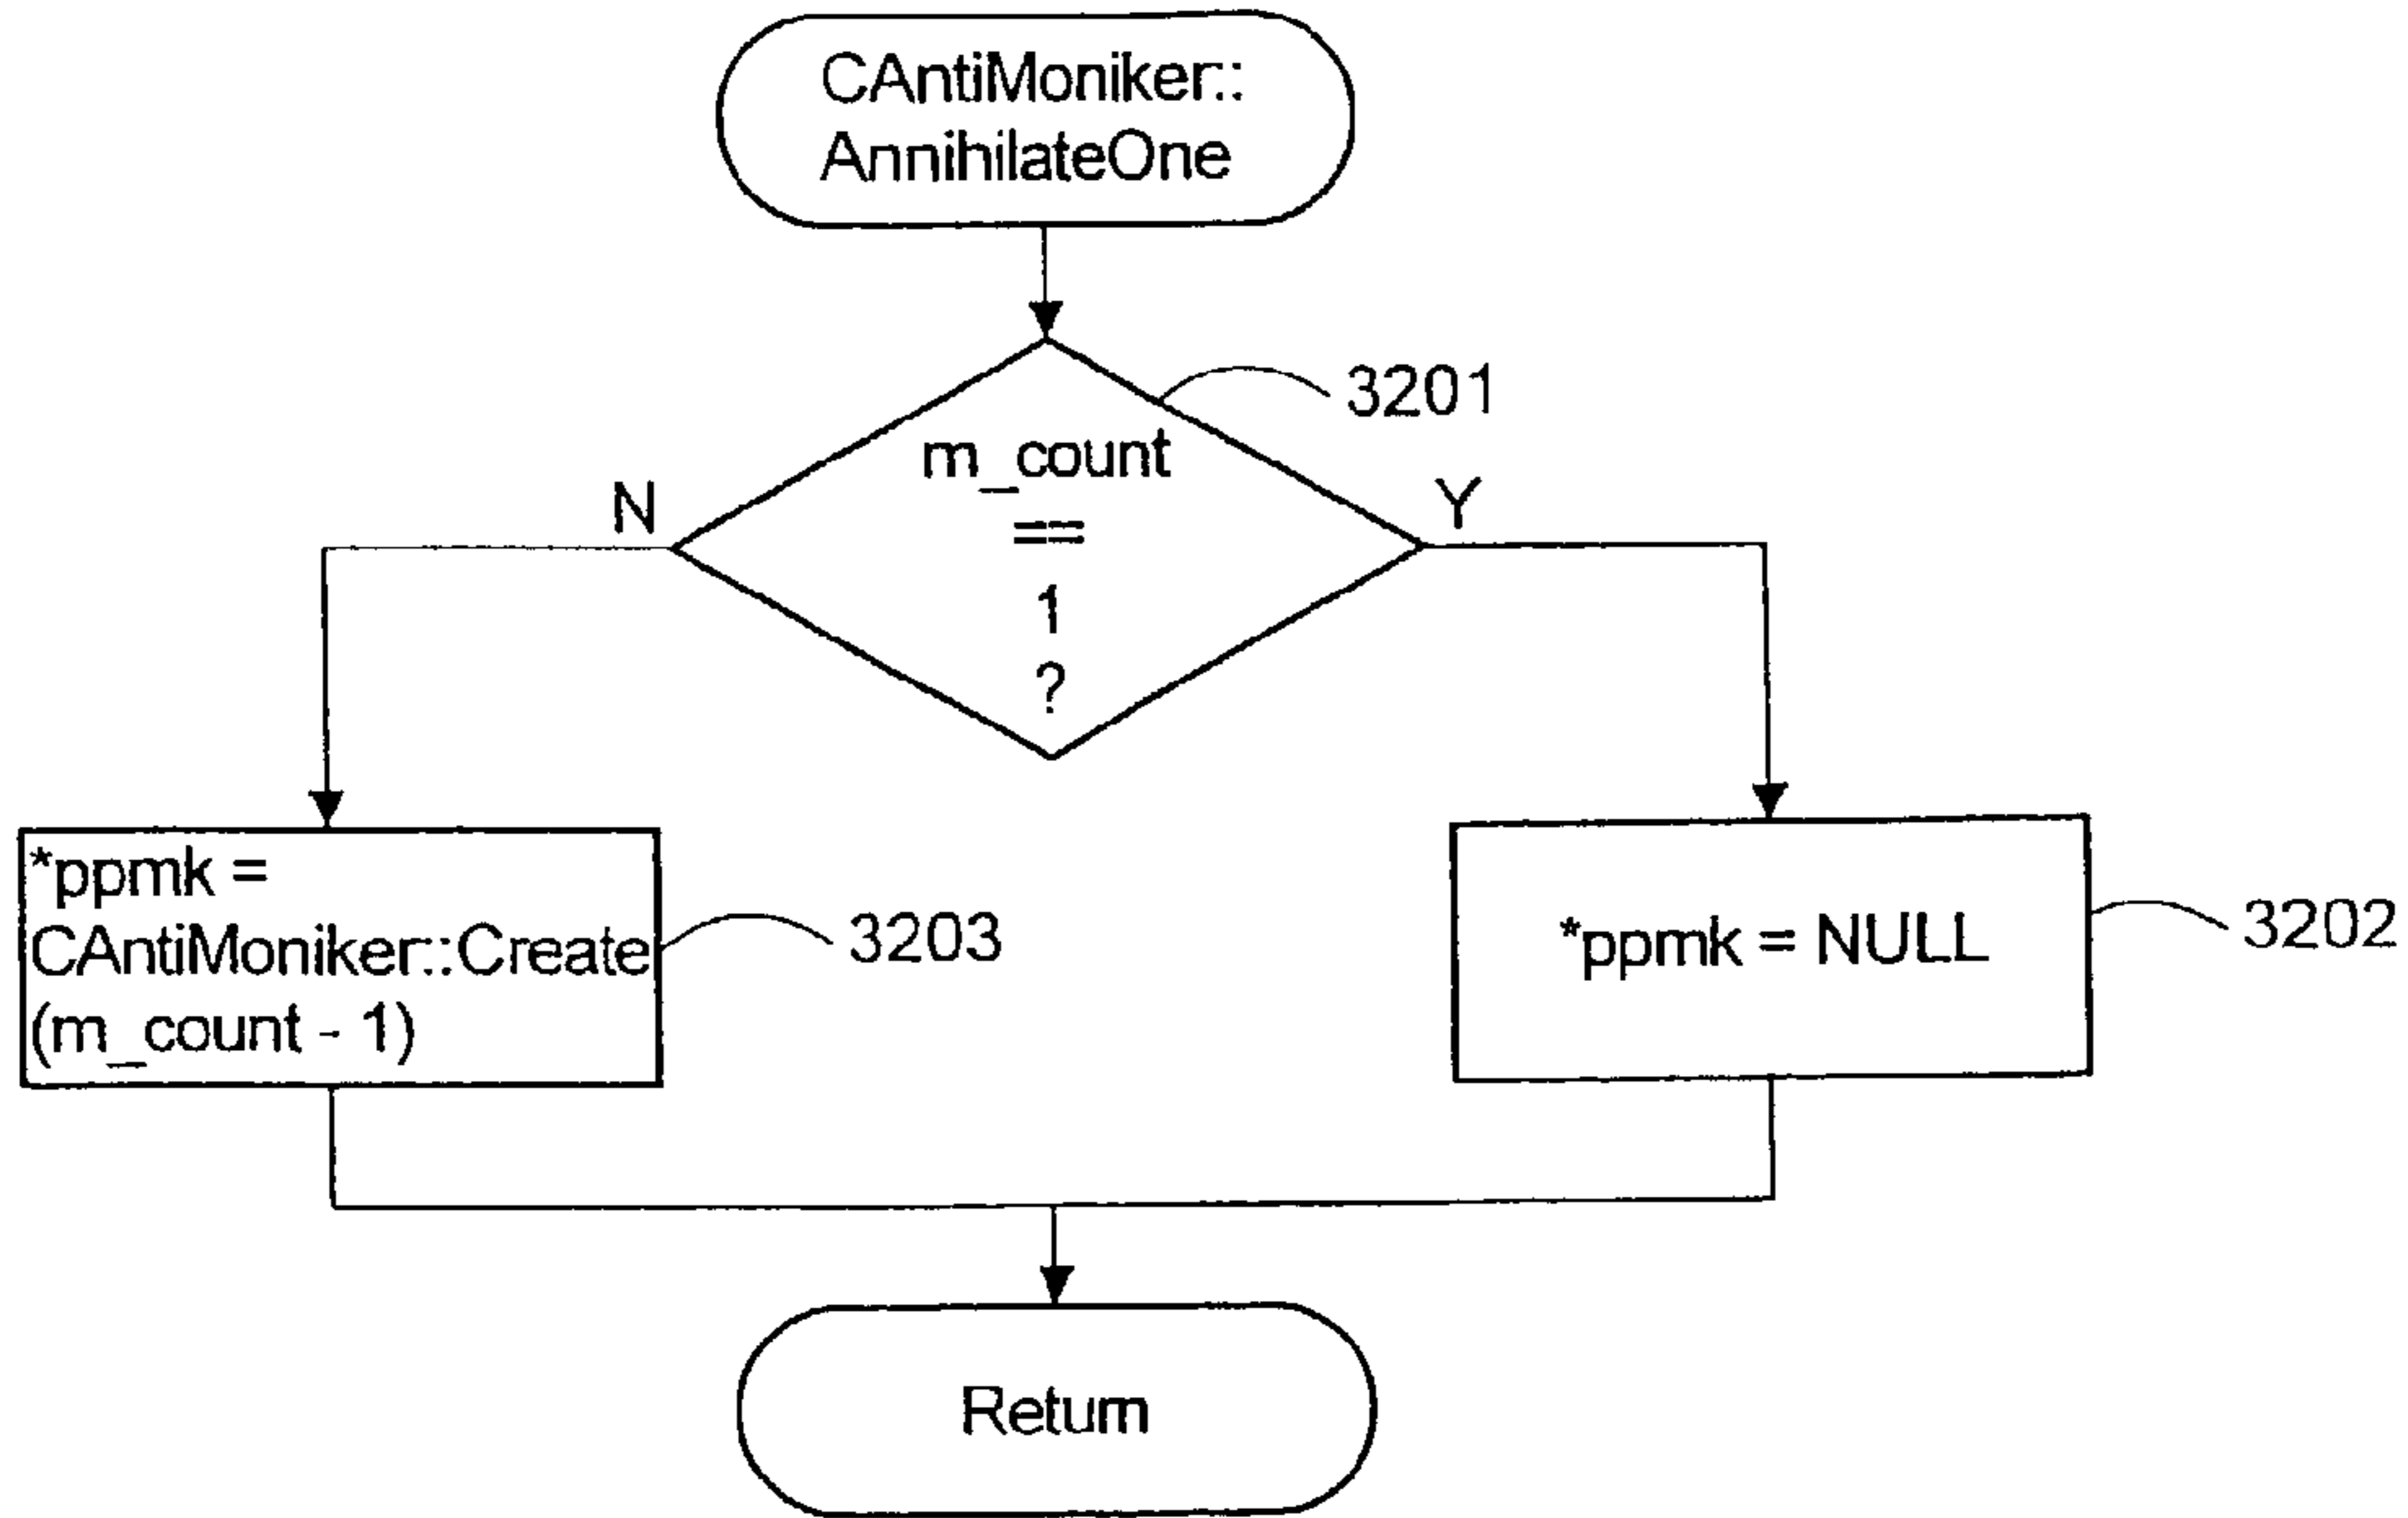 CAntiMoniker::
AnnihilateOne
3201
m_count
==
1
?
N
Y
*ppmk =
CAntiMoniker::Create
(m_count - 1)
3203
*ppmk = NULL
3202
Return